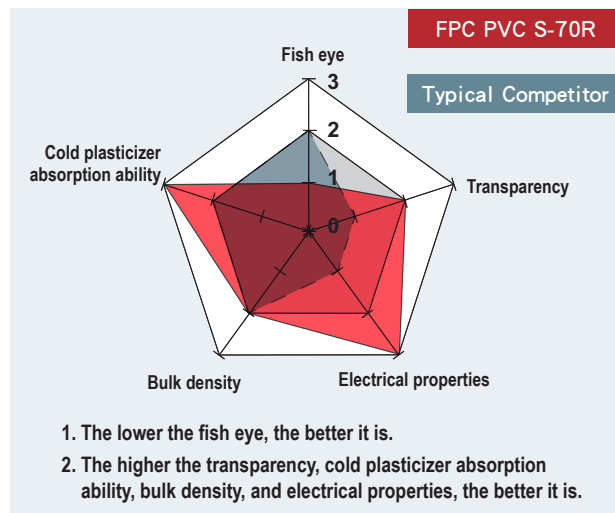 FPC PVC S-70R
Typical Competitor
Fish eye
3
2
1
0
Cold plasticizer
absorption ability
Transparency
Bulk density
Electrical properties
1. The lower the fish eye, the better it is.
2. The higher the transparency, cold plasticizer absorption
ability, bulk density, and electrical properties, the better it is.